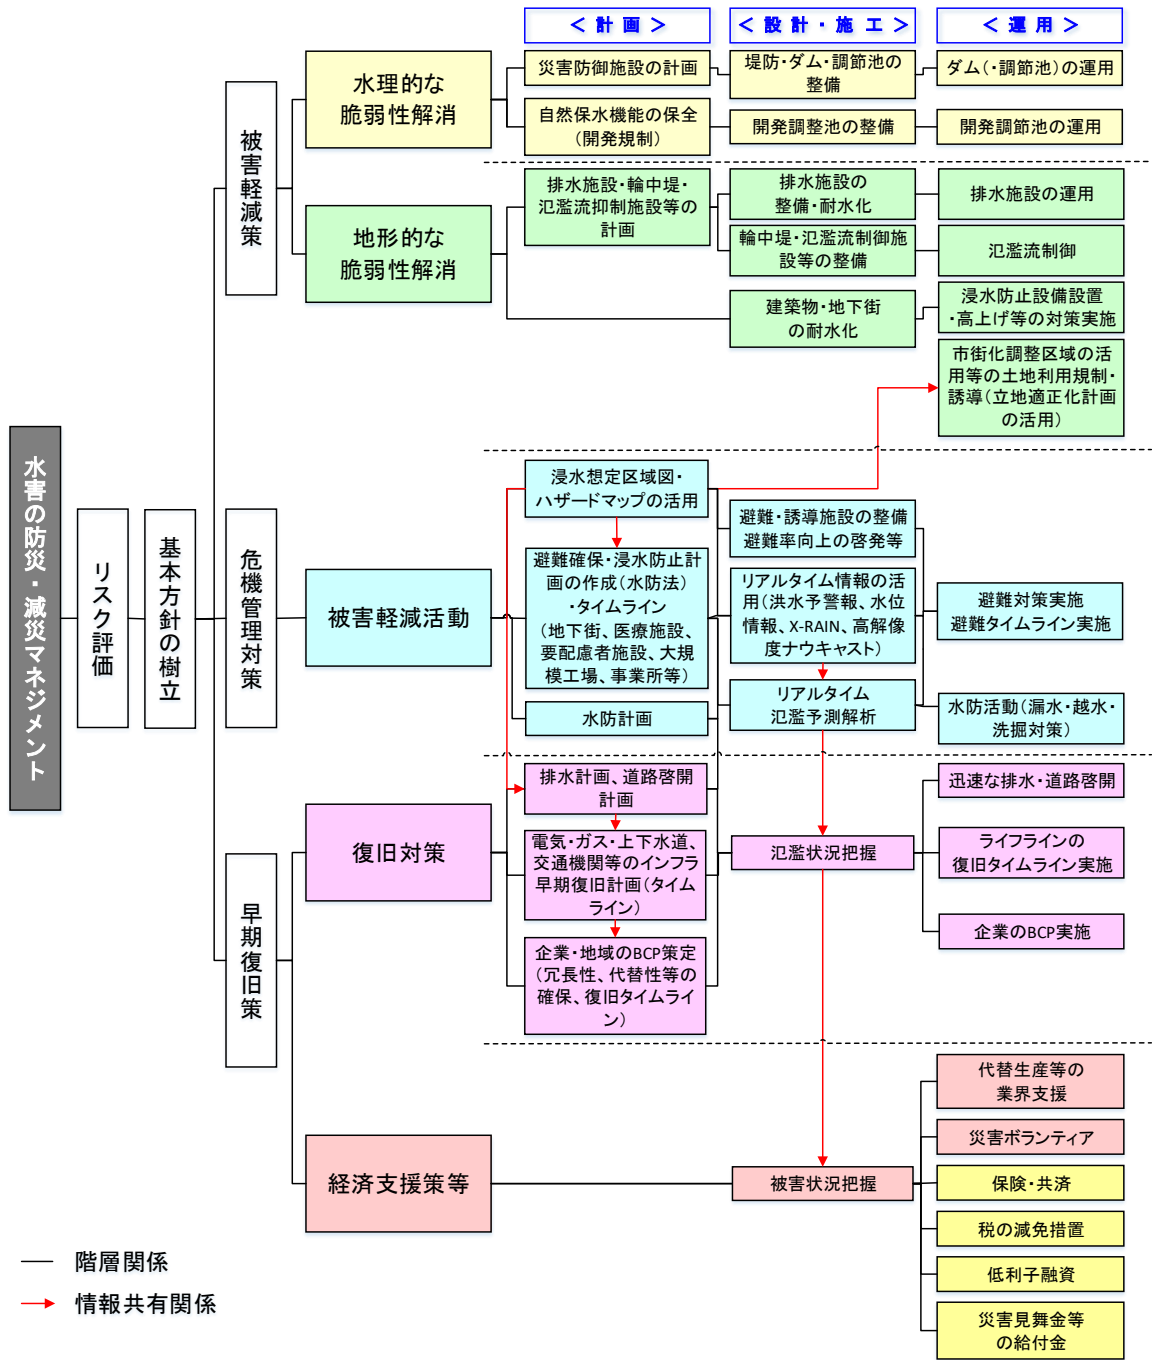 ＜ 計 画 ＞
＜ 設 計 ・ 施 工 ＞
＜ 運 用 ＞
水害の防災・減災マネジメント
リスク評価
基本方針の樹立
被害軽減策
危機管理対策
早期復旧策
水理的な
脆弱性解消
災害防御施設の計画
堤防・ダム・調節池の
整備
ダム（・調節池）の運用
自然保水機能の保全
（開発規制）
開発調整池の整備
開発調節池の運用
地形的な
脆弱性解消
排水施設・輪中堤・
氾濫流抑制施設等の
計画
排水施設の
整備・耐水化
排水施設の運用
輪中堤・氾濫流制御施
設等の整備
氾濫流制御
建築物・地下街
の耐水化
浸水防止設備設置
・高上げ等の対策実施
市街化調整区域の活
用等の土地利用規制・
誘導（立地適正化計画
の活用）
被害軽減活動
浸水想定区域図・
ハザードマップの活用
避難確保・浸水防止計
画の作成（水防法）
・タイムライン
（地下街、医療施設、
要配慮者施設、大規
模工場、事業所等）
水防計画
避難・誘導施設の整備
避難率向上の啓発等
リアルタイム情報の活
用（洪水予警報、水位
情報、X-RAIN、高解像
度ナウキャスト）
リアルタイム
氾濫予測解析
避難対策実施
避難タイムライン実施
水防活動（漏水・越水・
洗掘対策）
復旧対策
排水計画、道路啓開
計画
電気・ガス・上下水道、
交通機関等のインフラ
早期復旧計画（タイム
ライン）
企業・地域のBCP策定
（冗長性、代替性等の
確保、復旧タイムライ
ン）
氾濫状況把握
迅速な排水・道路啓開
ライフラインの
復旧タイムライン実施
企業のBCP実施
経済支援策等
被害状況把握
代替生産等の
業界支援
災害ボランティア
保険・共済
税の減免措置
低利子融資
災害見舞金等
の給付金
階層関係
情報共有関係